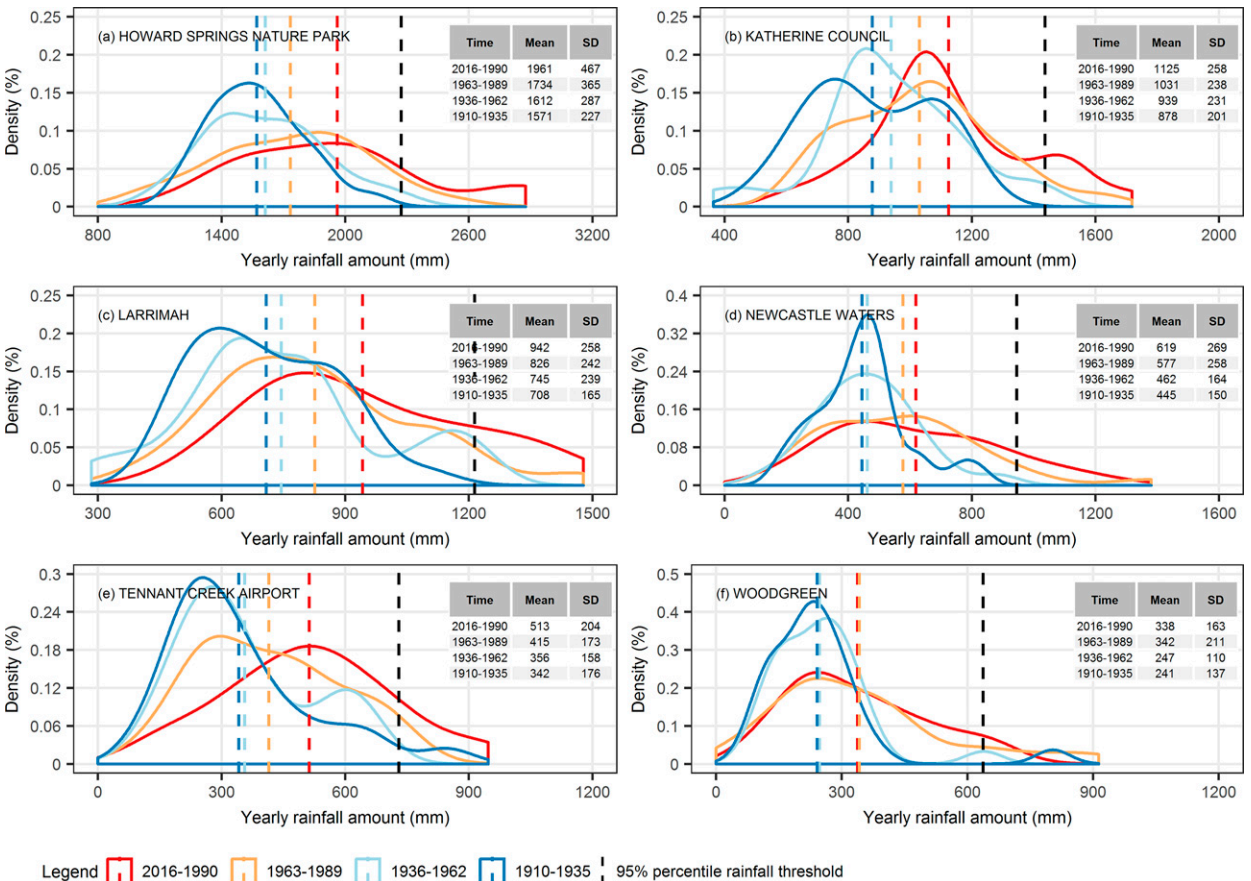 0.25
0.2
0.15
0.1
0.05
0
Density (%)
(a) HOWARD SPRINGS NATURE PARK
Time Mean SD
2016-1990 1961 467
1963-1989 1734 365
1936-1962 1612 287
1910-1935 1571 227
800 1400 2000 2600 3200
Yearly rainfall amount (mm)
0.25
0.2
0.15
0.1
0.05
0
Density (%)
(b) KATHERINE COUNCIL
Time Mean SD
2016-1990 1125 258
1963-1989 1031 238
1936-1962 939 231
1910-1935 878 201
400 800 1200 1600 2000
Yearly rainfall amount (mm)
0.25
0.2
0.15
0.1
0.05
0
Density (%)
(c) LARRIMAH
Time Mean SD
2016-1990 942 258
1963-1989 826 242
1936-1962 745 239
1910-1935 708 165
300 600 900 1200 1500
Yearly rainfall amount (mm)
0.4
0.32
0.24
0.16
0.08
0
Density (%)
(d) NEWCASTLE WATERS
Time Mean SD
2016-1990 619 269
1963-1989 577 258
1936-1962 462 164
1910-1935 445 150
0 400 800 1200 1600
Yearly rainfall amount (mm)
0.3
0.24
0.18
0.12
0.06
0
Density (%)
(e) TENNANT CREEK AIRPORT
Time Mean SD
2016-1990 513 204
1963-1989 415 173
1936-1962 356 158
1910-1935 342 176
0 300 600 900 1200
Yearly rainfall amount (mm)
0.5
0.4
0.3
0.2
0.1
0
Density (%)
(f) WOODGREEN
Time Mean SD
2016-1990 338 163
1963-1989 342 211
1936-1962 247 110
1910-1935 241 137
0 300 600 900 1200
Yearly rainfall amount (mm)
Legend 2016-1990 1963-1989 1936-1962 1910-1935 95% percentile rainfall threshold